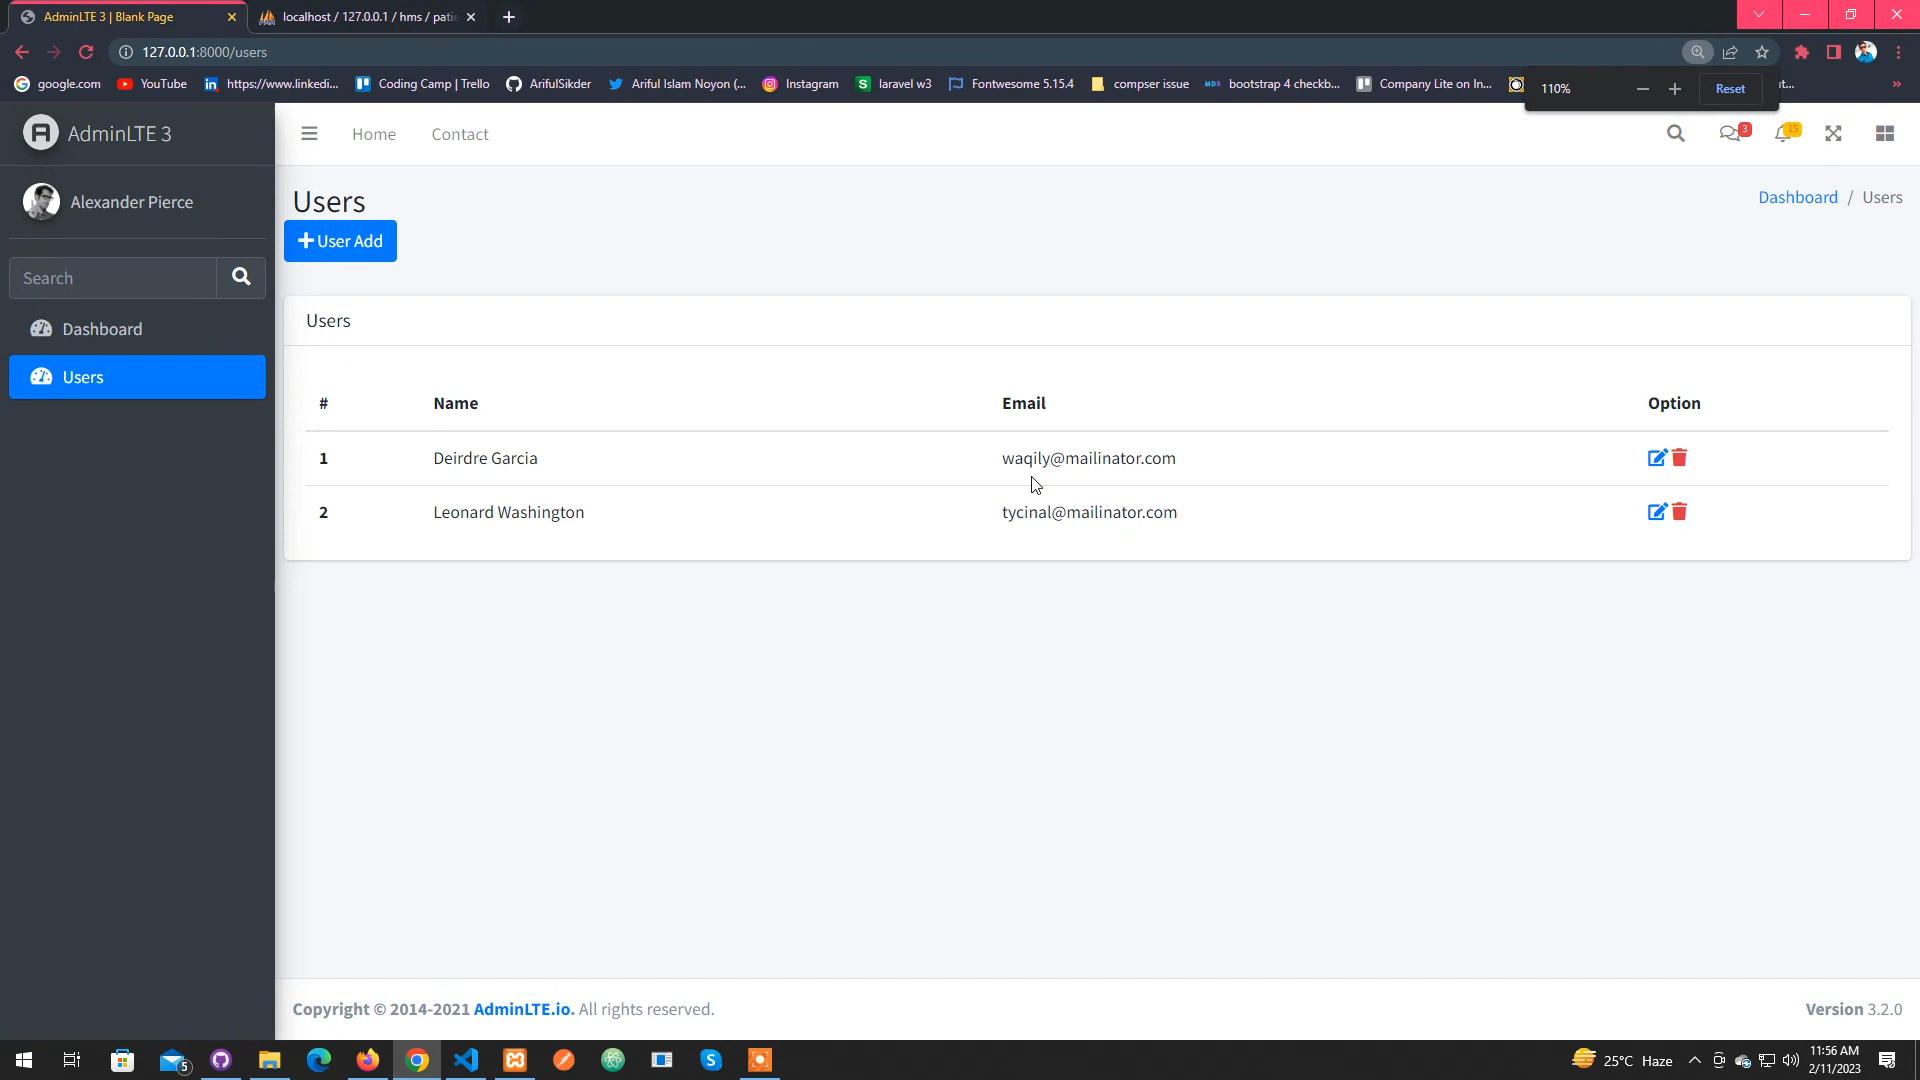 AdminLTE 3 | Blank Page
localhost / 127.0.0.1 / hms / patie
127.0.0.1:8000/users
google.com YouTube https://www.linkedi... Coding Camp | Trello ArifulSikder Ariful Islam Noyon (... Instagram laravel w3 Fontwesome 5.15.4 compser issue bootstrap 4 checkb... Company Lite on In...
110% Reset
AdminLTE 3
Home Contact
3
15
Alexander Pierce
Users
Dashboard / Users
User Add
Search
Dashboard
Users
Users
# Name Email Option
1 Deirdre Garcia waqily@mailinator.com
2 Leonard Washington tycinal@mailinator.com
Copyright © 2014-2021 AdminLTE.io. All rights reserved.
Version 3.2.0
5
25°C Haze
11:56 AM
2/11/2023